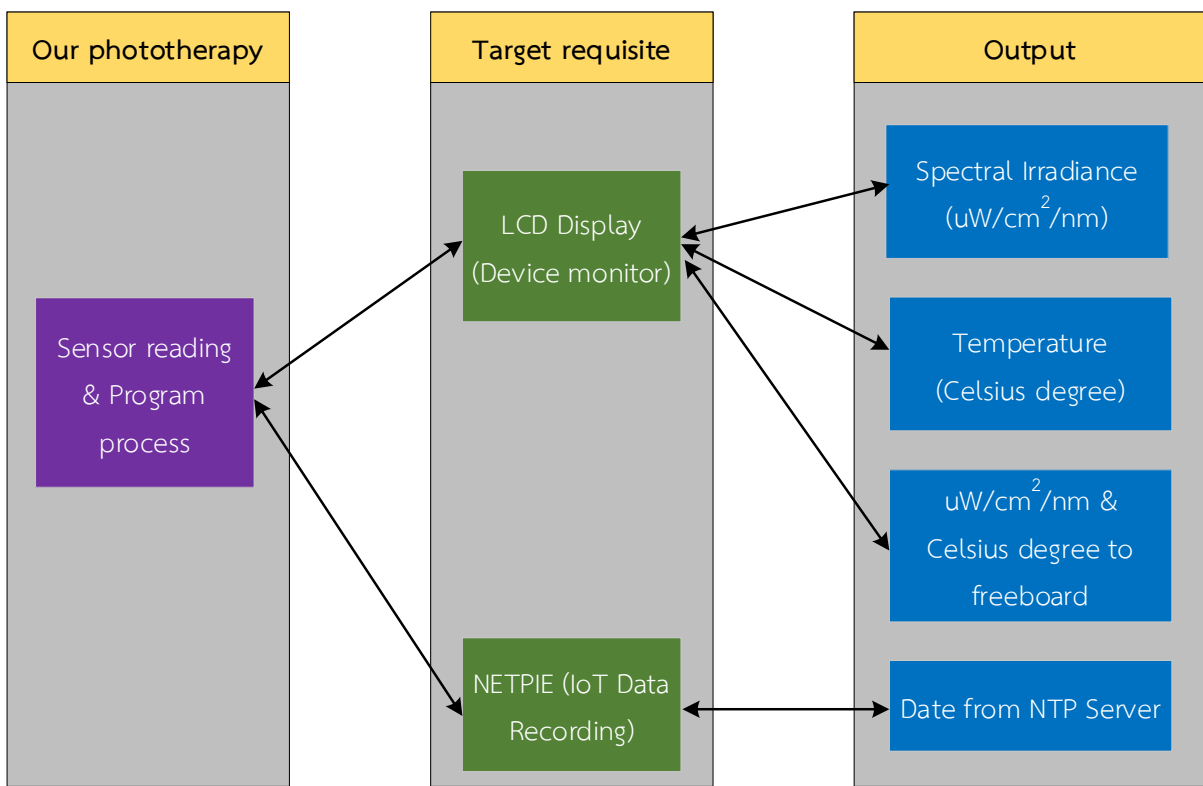 Our phototherapy
Target requisite
Output
Sensor reading
& Program
process
LCD Display
(Device monitor)
NETPIE (IoT Data
Recording)
Spectral Irradiance
(uW/cm²/nm)
Temperature
(Celsius degree)
uW/cm²/nm &
Celsius degree to
freeboard
Date from NTP Server